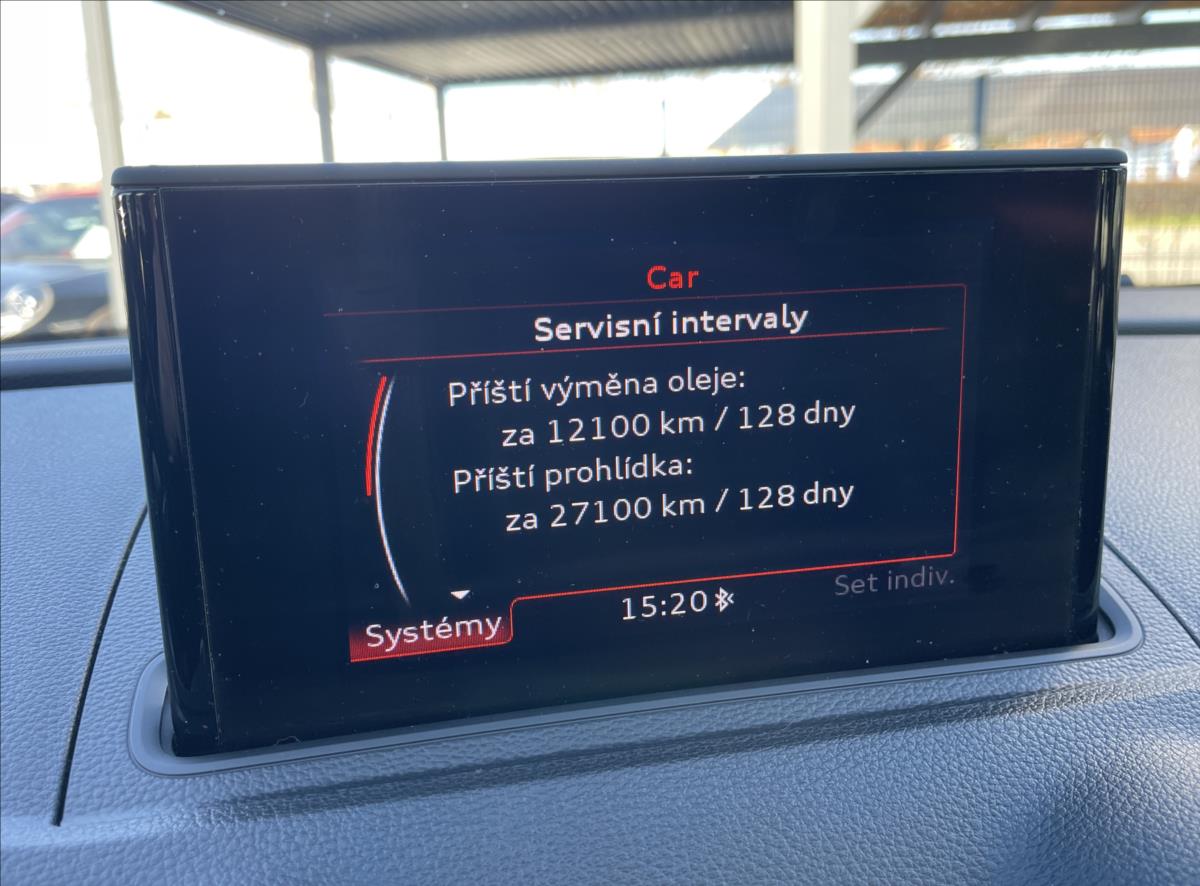 Car
Servisní intervaly
Příští výměna oleje:
za 12100 km / 128 dny
Příští prohlídka:
za 27100 km / 128 dny
Set indiv.
15:20
Systémy